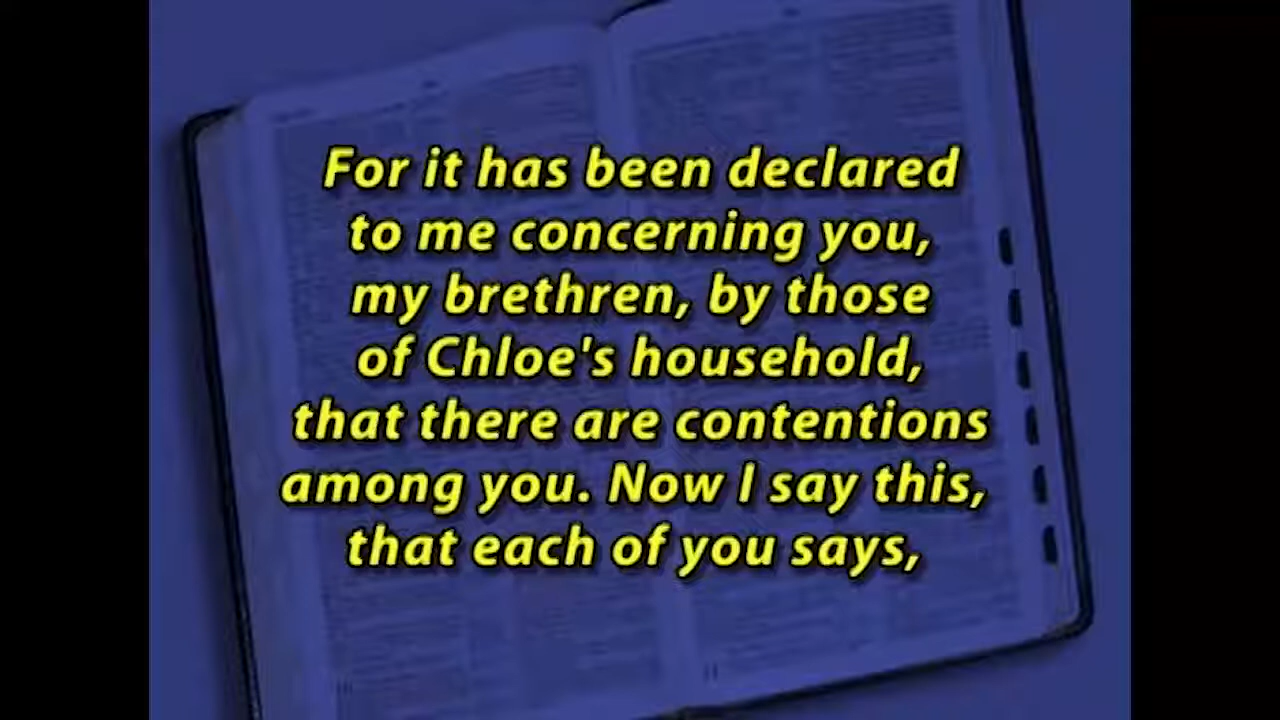 For it has been declared
to me concerning you,
my brethren, by those
of Chloe's household,
that there are contentions
among you. Now I say this,
that each of you says,